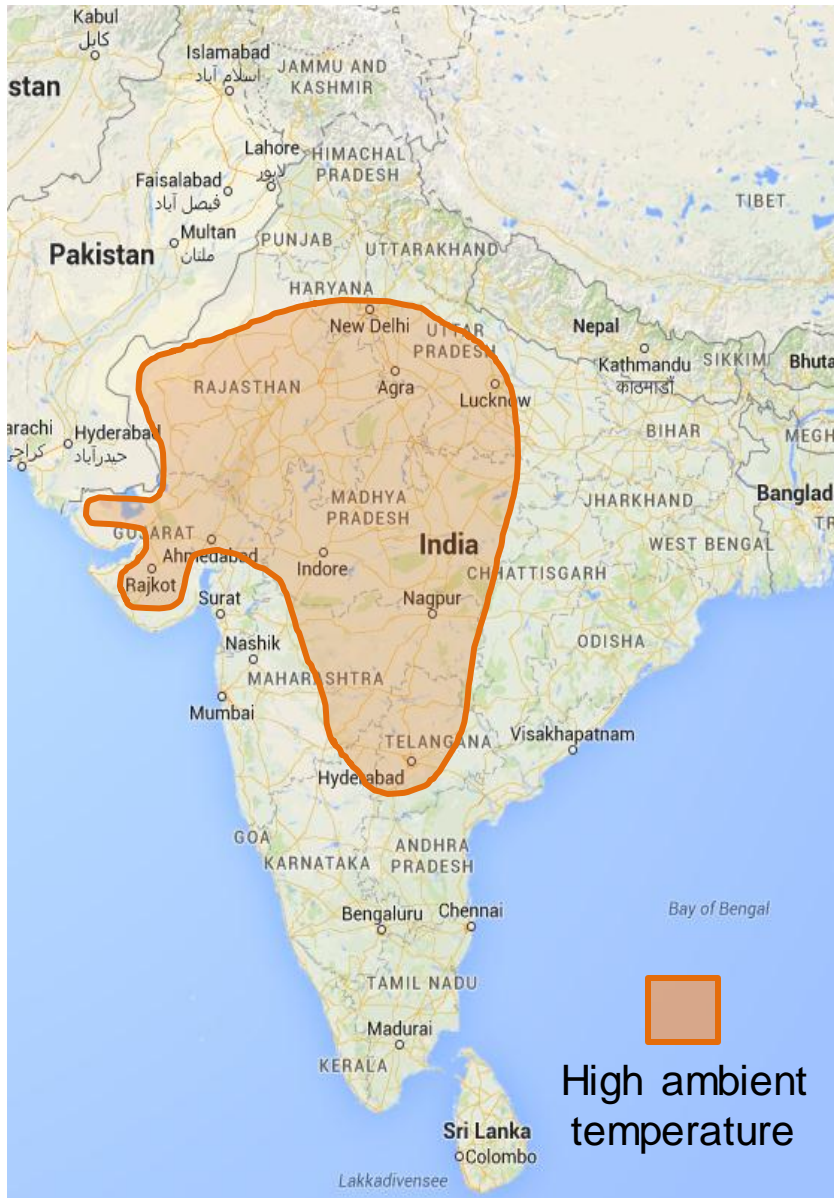 Kabul
کابل
Islamabad
اسلام آباد
JAMMU AND
KASHMIR
stan
Lahore
لاہور
HIMACHAL
PRADESH
Faisalabad
فیصل آباد
TIBET
Multan
ملتان
PUNJAB
UTTARAKHAND
Pakistan
HARYANA
New Delhi
UTTAR
PRADESH
Nepal
Kathmandu
काठमाडौं
SIKKIM
Bhuta
RAJASTHAN
Agra
Lucknow
arachi
كراچى
Hyderabad
حیدرآباد
BIHAR
MEGH
MADHYA
PRADESH
JHARKHAND
Banglad
TR
GUJARAT
Ahmedabad
India
WEST BENGAL
Rajkot
Indore
CHHATTISGARH
Surat
Nagpur
Nashik
ODISHA
MAHARASHTRA
Mumbai
TELANGANA
Visakhapatnam
Hyderabad
GOA
KARNATAKA
ANDHRA
PRADESH
Bengaluru
Chennai
Bay of Bengal
TAMIL NADU
Madurai
KERALA
High ambient
temperature
Sri Lanka
Colombo
Lakkadivensee